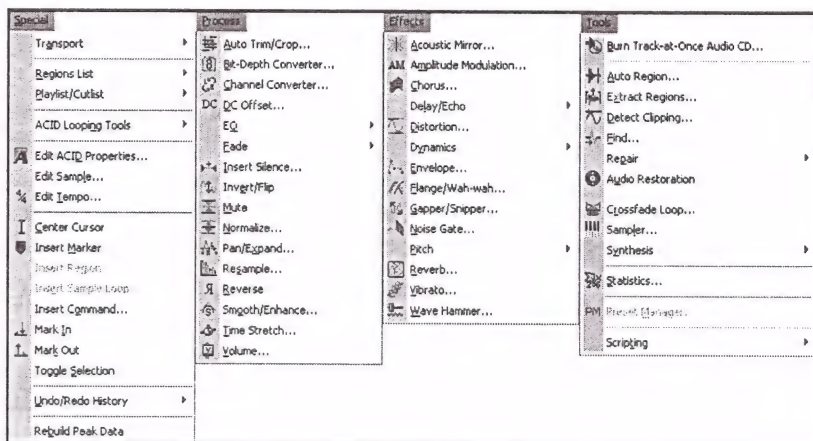 Special
Transport
Regions List
Playlist/Cutlist
ACID Looping Tools
Edit ACID Properties...
Edit Sample...
Edit Tempo...
Center Cursor
Insert Marker
Insert Region
Insert Sample Loop
Insert Command...
Mark In
Mark Out
Toggle Selection
Undo/Redo History
Rebuild Peak Data
Process
Auto Trim/Crop...
Bit-Depth Converter...
Channel Converter...
DC DC Offset...
EQ
Fade
Insert Silence...
Invert/Flip
Mute
Normalize...
Pan/Expand...
Resample...
Reverse
Smooth/Enhance...
Time Stretch...
Volume...
Effects
Acoustic Mirror...
AM Amplitude Modulation...
Chorus...
Delay/Echo
Distortion...
Dynamics
Envelope...
Flange/Wah-wah...
Gapper/Snipper...
Noise Gate...
Pitch
Reverb...
Vibrato...
Wave Hammer...
Tools
Burn Track-at-Once Audio CD...
Auto Region...
Extract Regions...
Detect Clipping...
Find...
Repair
Audio Restoration
Crossfade Loop...
Sampler...
Synthesis
Statistics...
PM Preset Manager...
Scripting